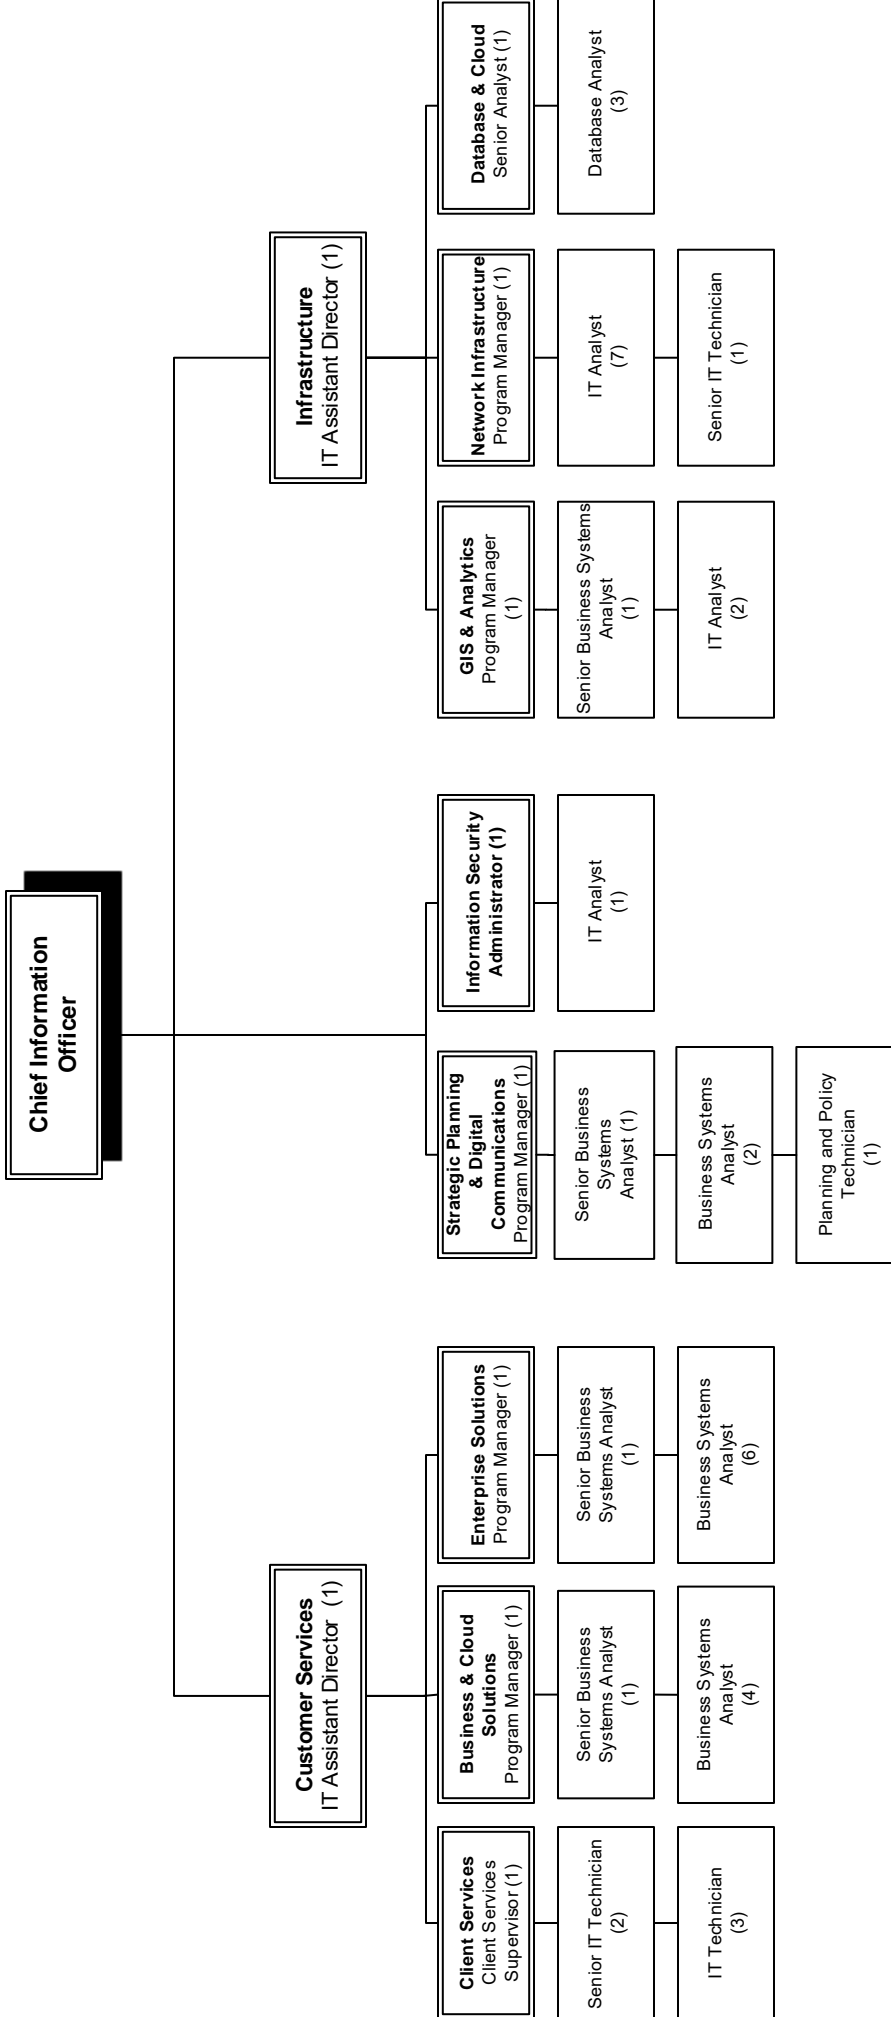 Chief Information
Officer
Customer Services
IT Assistant Director (1)
Infrastructure
IT Assistant Director (1)
Client Services
Client Services
Supervisor (1)
Senior IT Technician
(2)
IT Technician
(3)
Business & Cloud
Solutions
Program Manager (1)
Senior Business
Systems Analyst
(1)
Business Systems
Analyst
(4)
Enterprise Solutions
Program Manager (1)
Senior Business
Systems Analyst
(1)
Business Systems
Analyst
(6)
Strategic Planning
& Digital
Communications
Program Manager (1)
Senior Business
Systems
Analyst (1)
Business Systems
Analyst
(2)
Planning and Policy
Technician
(1)
Information Security
Administrator (1)
IT Analyst
(1)
GIS & Analytics
Program Manager
(1)
Senior Business Systems
Analyst
(1)
IT Analyst
(2)
Network Infrastructure
Program Manager (1)
IT Analyst
(7)
Senior IT Technician
(1)
Database & Cloud
Senior Analyst (1)
Database Analyst
(3)